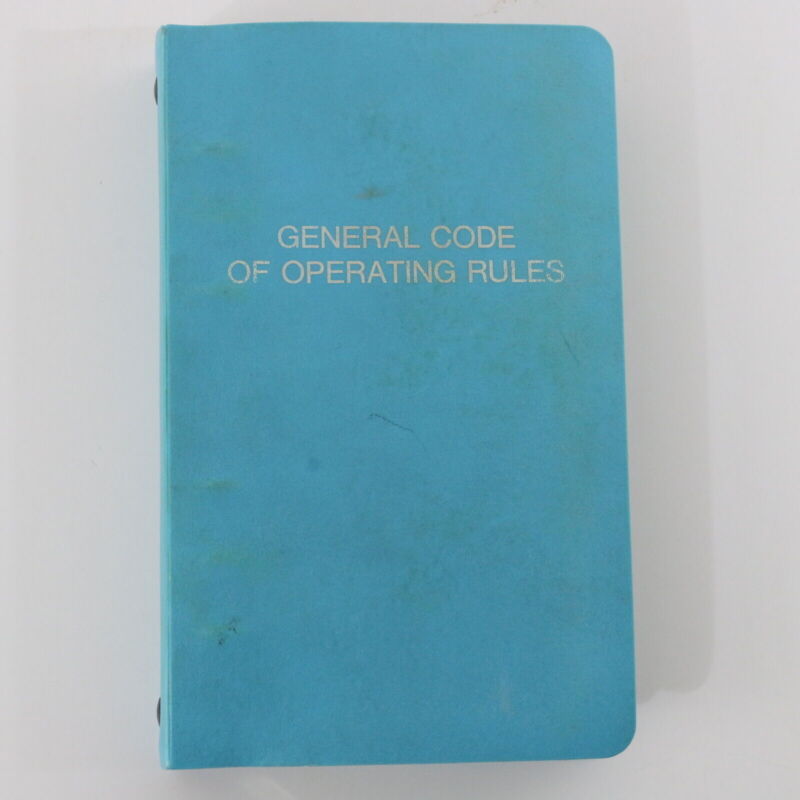 GENERAL CODE
OF OPERATING RULES